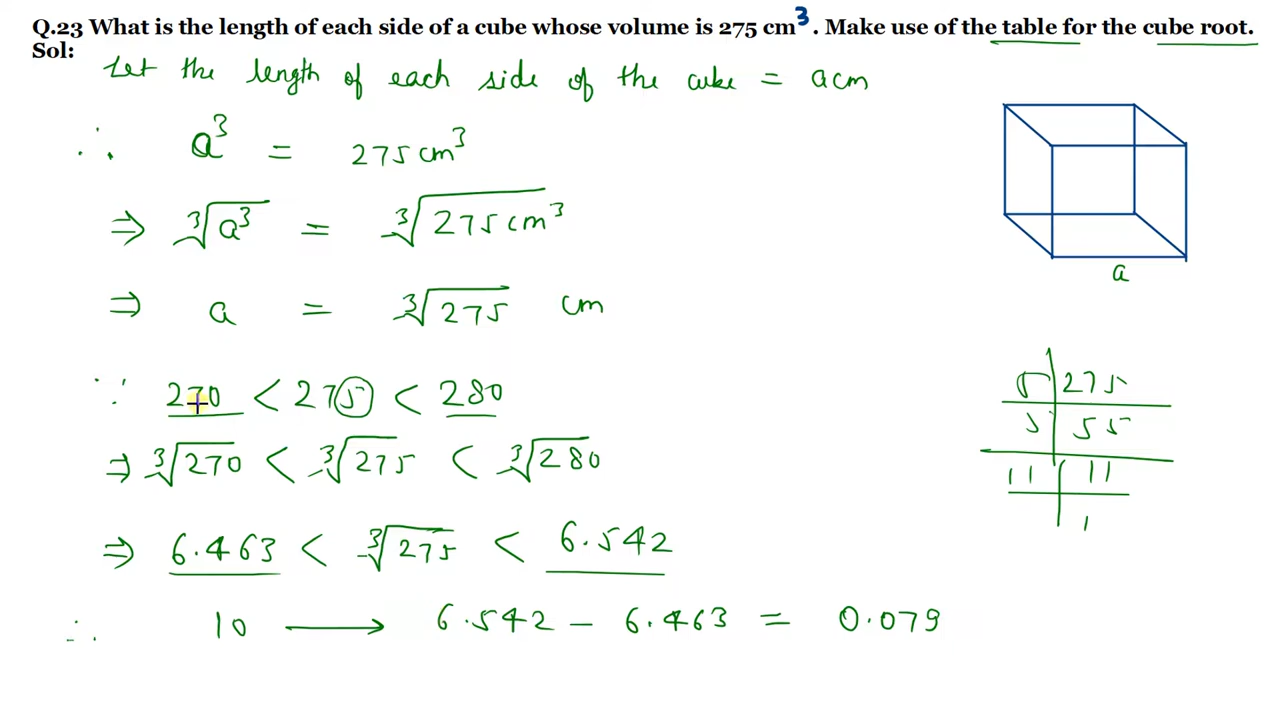 Q.23 What is the length of each side of a cube whose volume is 275 cm³ . Make use of the table for the cube root.
Sol:
Let the length of each side of the cube = a cm
∴ a³ = 275 cm³
⇒ ∛a³ = ∛275 cm³
⇒ a = ∛275 cm
∵ 270 < 275 < 280
⇒ ∛270 < ∛275 < ∛280
⇒ 6.463 < ∛275 < 6.542
∴ 10 ⟶ 6.542 – 6.463 = 0.079
a
5 | 275
5 | 55
11 | 11
| 1